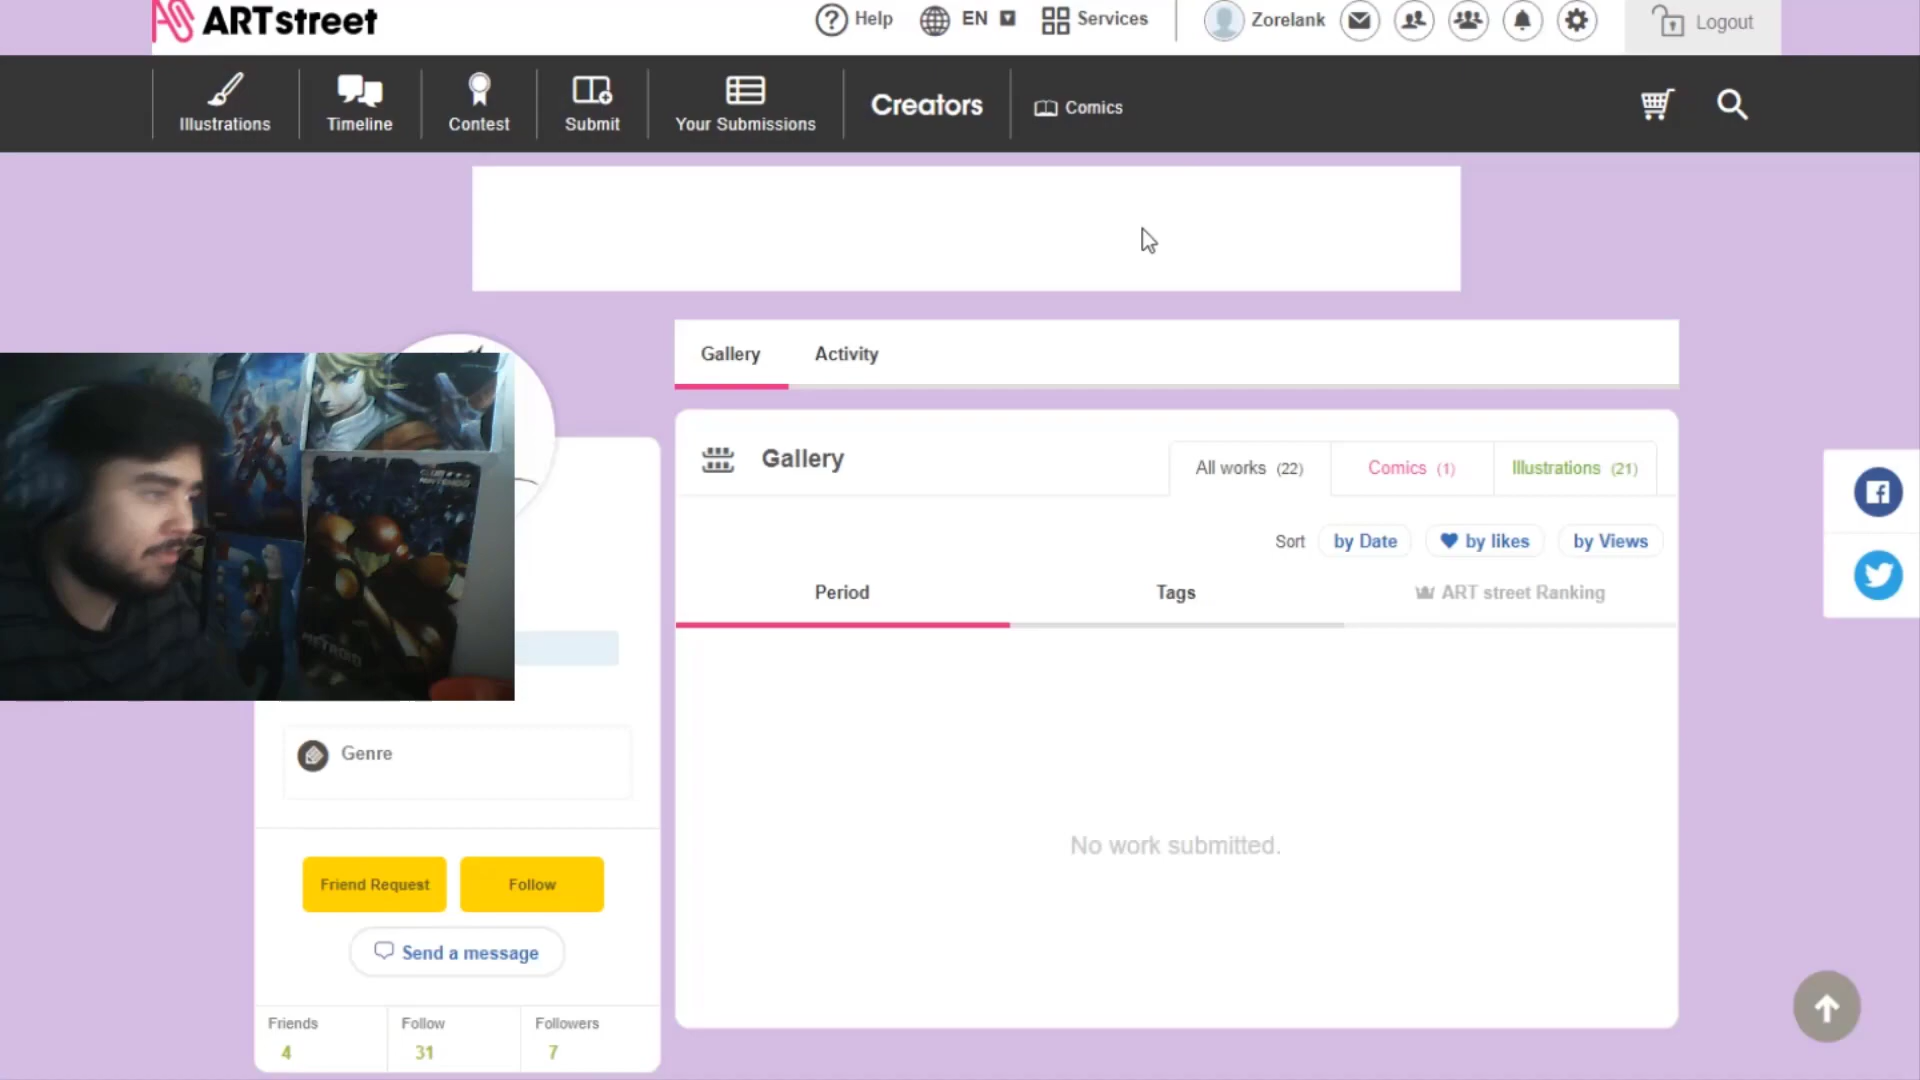 ARTstreet
Help
EN
Services
Zorelank
Logout
Illustrations
Timeline
Contest
Submit
Your Submissions
Creators
Comics
Gallery
Activity
Gallery
All works (22)
Comics (1)
Illustrations (21)
Sort
by Date
by likes
by Views
Period
Tags
ART street Ranking
No work submitted.
METROID
Genre
Friend Request
Follow
Send a message
Friends
Follow
Followers
4
31
7